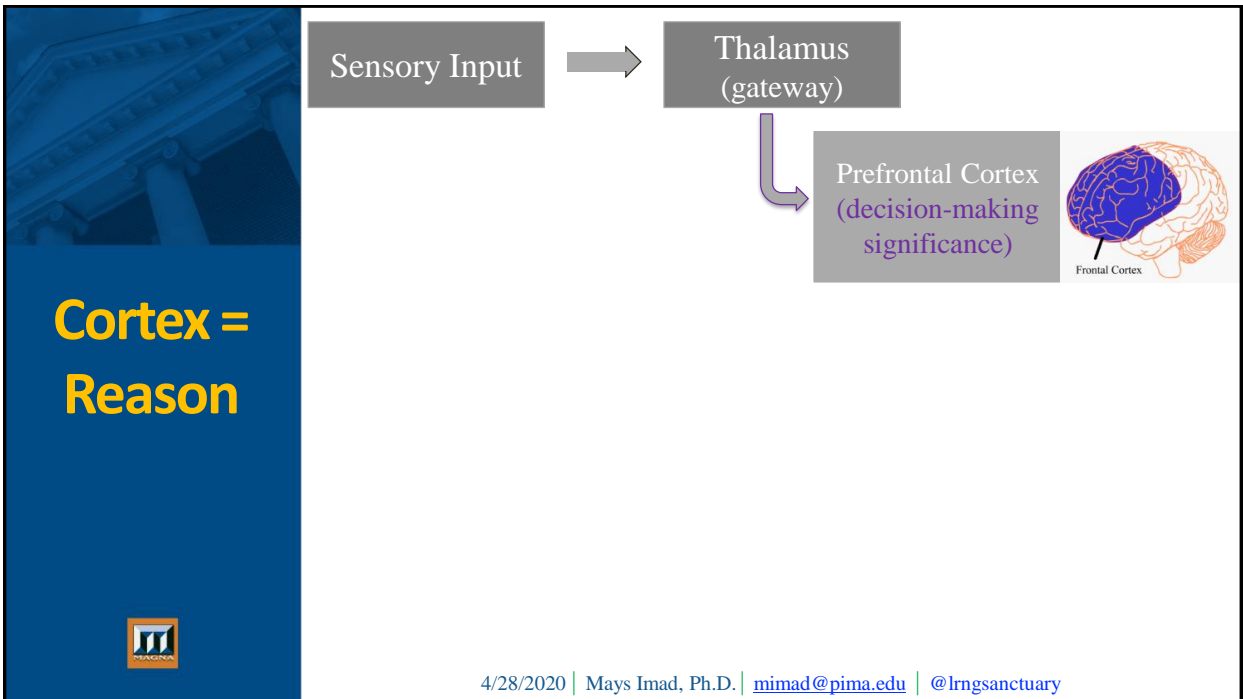 Sensory Input
Thalamus
(gateway)
Prefrontal Cortex
(decision-making
significance)
Frontal Cortex
Cortex =
Reason
MAGNA
4/28/2020 | Mays Imad, Ph.D. | mimad@pima.edu | @lrngsanctuary